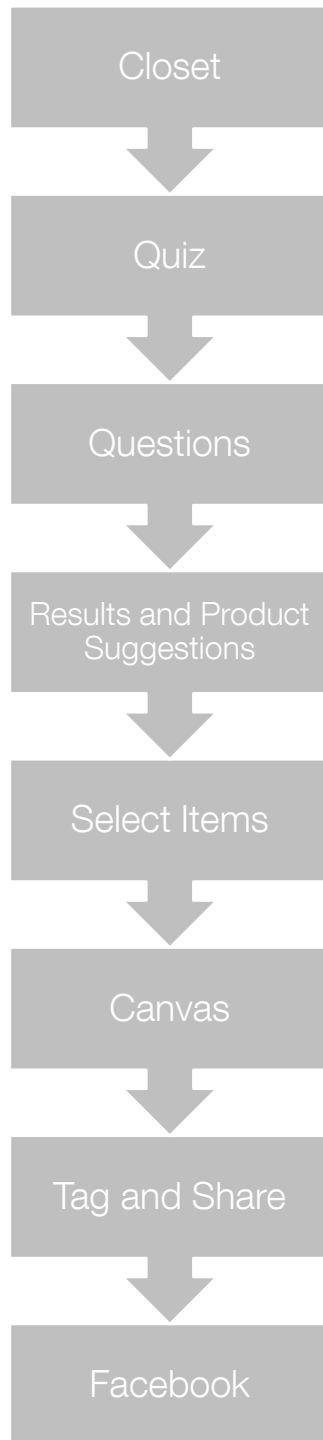 Closet
Quiz
Questions
Results and Product
Suggestions
Select Items
Canvas
Tag and Share
Facebook